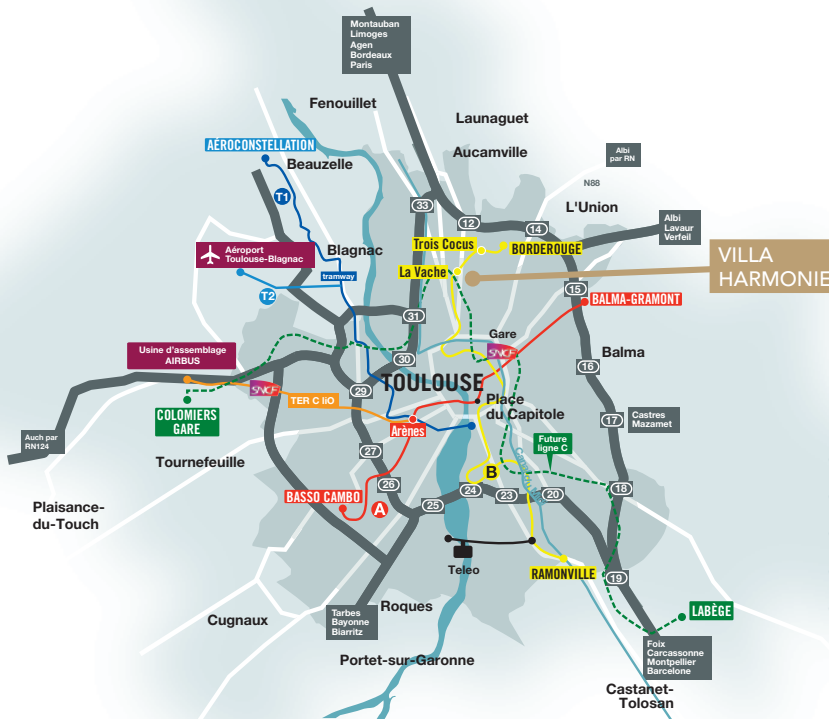 Montauban
Limoges
Agen
Bordeaux
Paris
Fenouillet
Launaguet
Aucamville
AÉROCONSTELLATION
Beauzelle
Albi
par RN
N88
T1
L'Union
33
12
14
Albi
Lavaur
Verfeil
Aéroport
Toulouse-Blagnac
Blagnac
Trois Cocus
BORDEROUGE
La Vache
VILLA
HARMONIE
tramway
T2
15
BALMA-GRAMONT
31
Gare
SNCF
Usine d'assemblage
AIRBUS
30
Balma
16
SNCF
29
TOULOUSE
TER C liO
Place
du Capitole
COLOMIERS
GARE
Arènes
17
Castres
Mazamet
Auch par
RN124
Future
ligne C
Tournefeuille
27
B
Canal du Midi
BASSO CAMBO
26
24
23
20
18
25
A
Plaisance-
du-Touch
Teleo
RAMONVILLE
19
Tarbes
Bayonne
Biarritz
Roques
LABÈGE
Cugnaux
Portet-sur-Garonne
Foix
Carcassonne
Montpellier
Barcelone
Castanet-
Tolosan